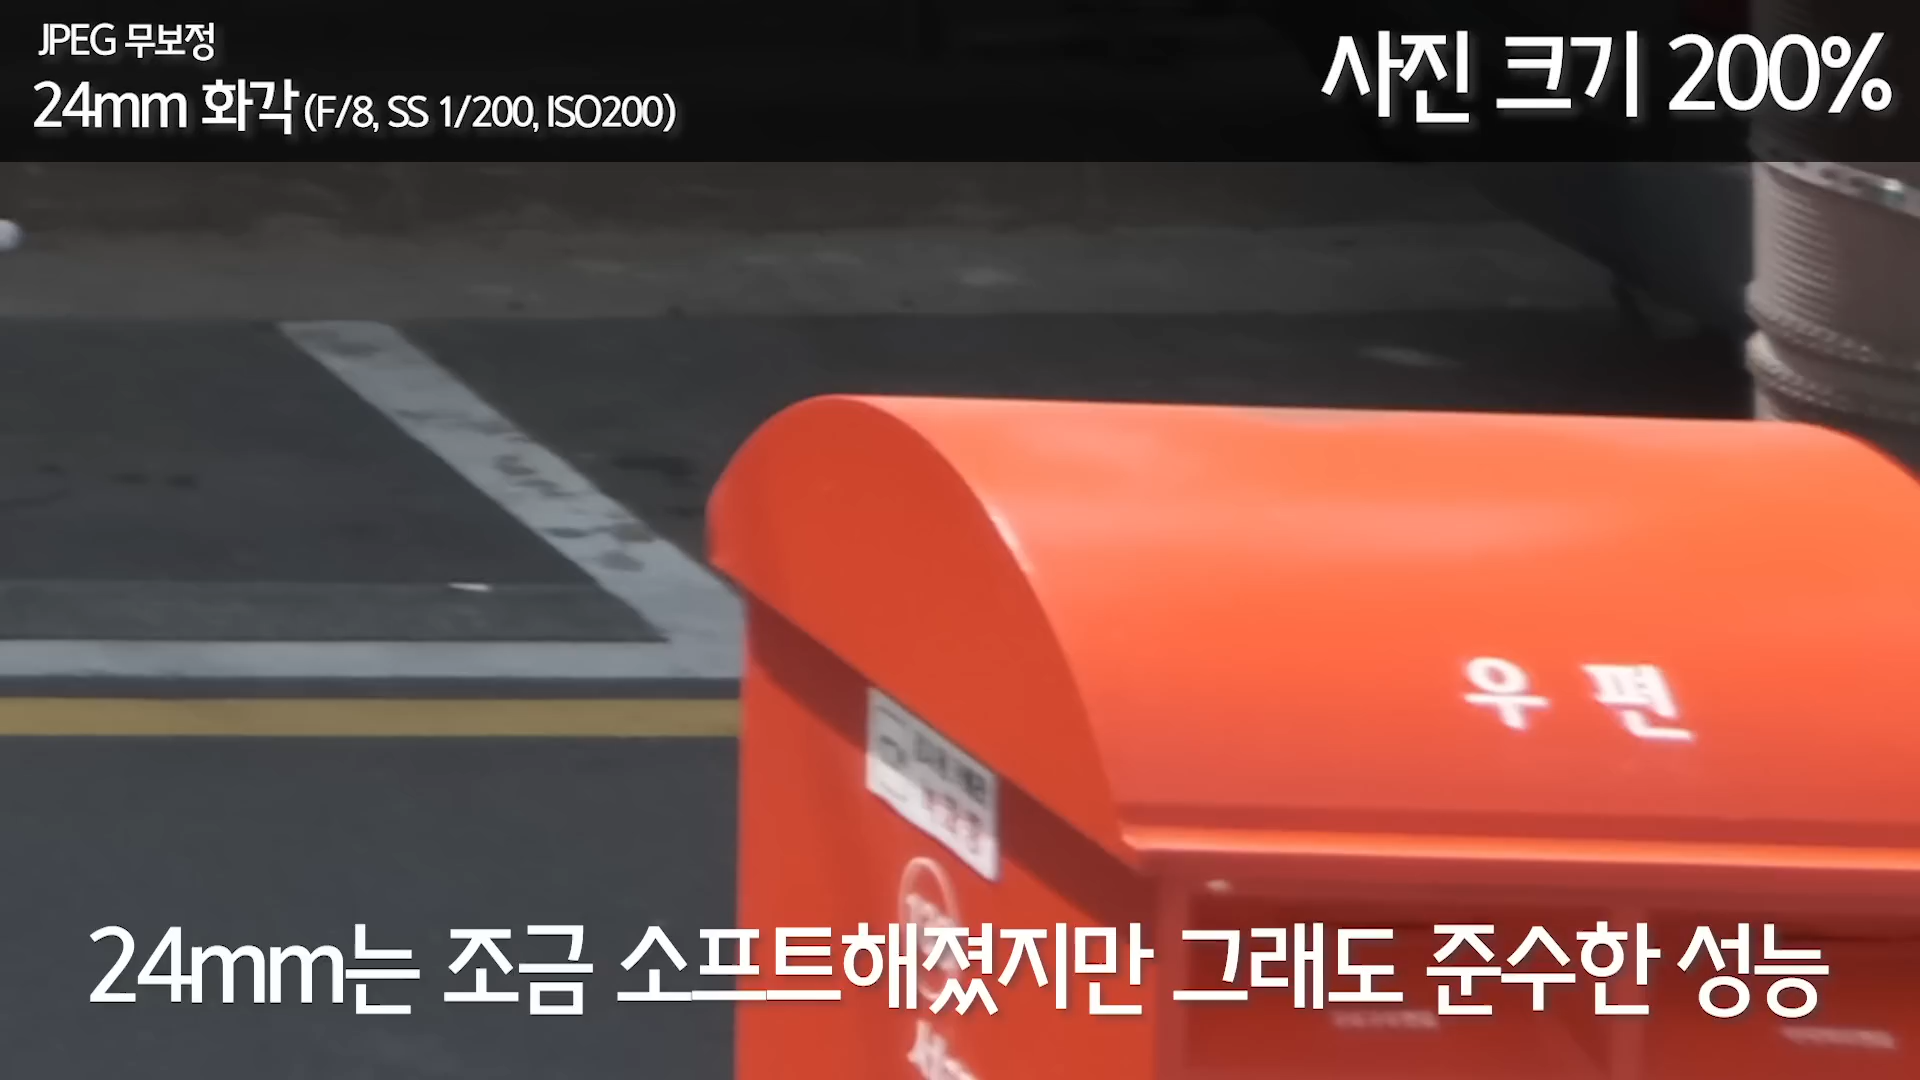 JPEG 무보정
24mm 화각 (F/8, SS 1/200, ISO200)
사진 크기 200%
우편
24mm는 조금 소프트해졌지만 그래도 준수한 성능